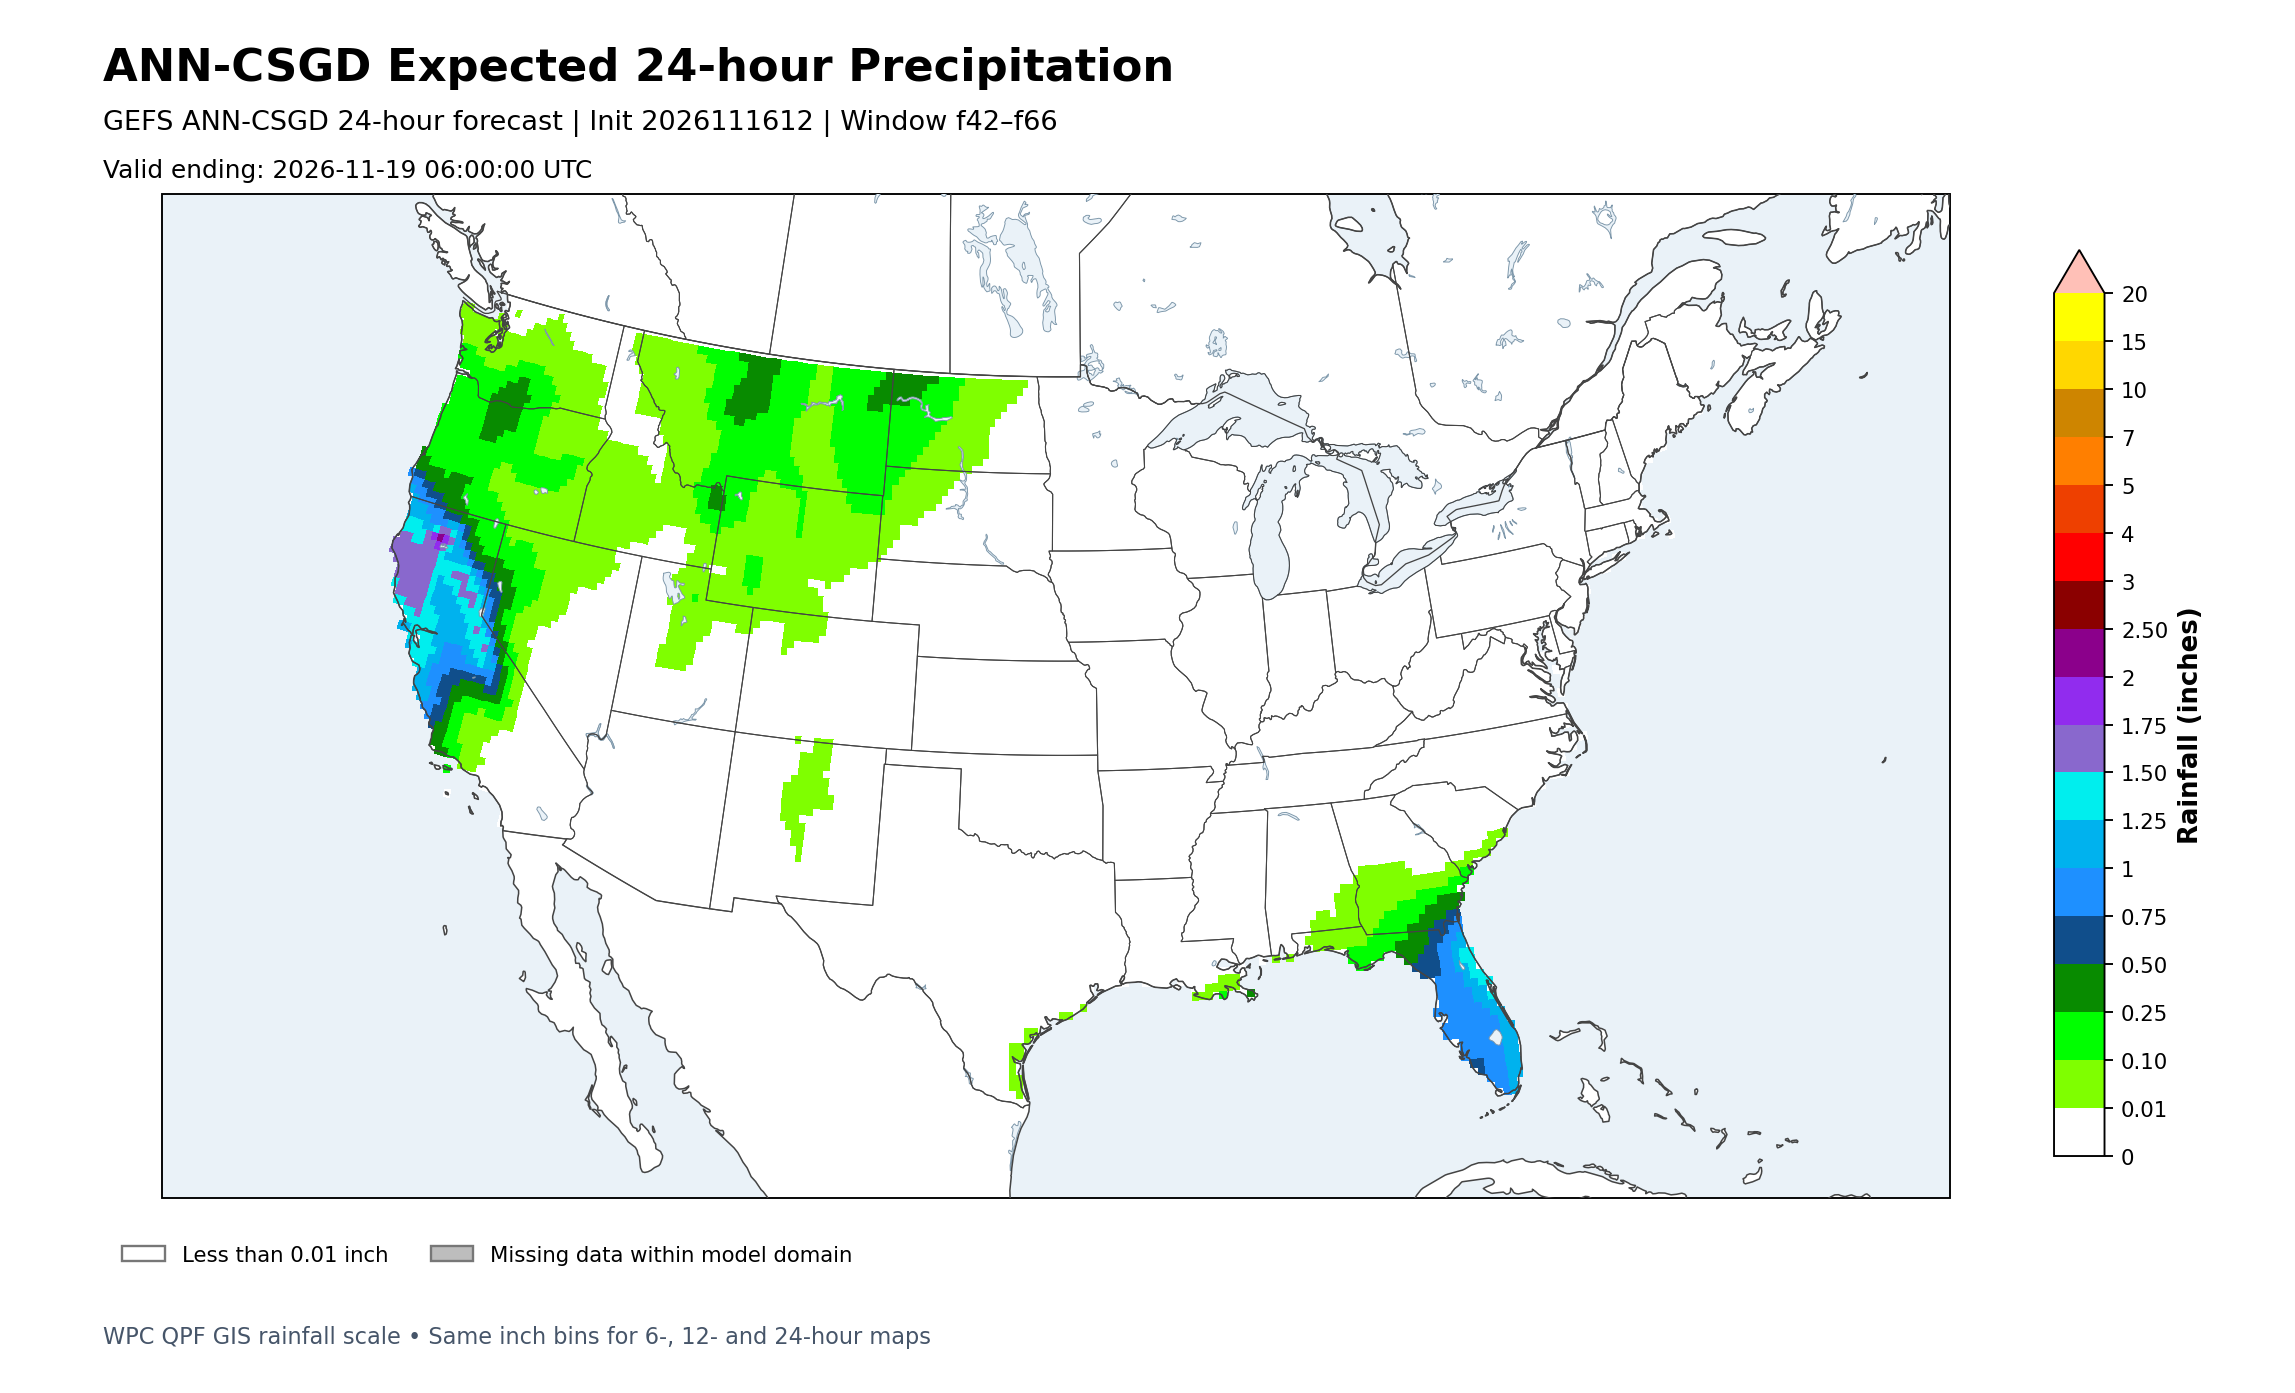 ANN-CSGD Expected 24-hour Precipitation
GEFS ANN-CSGD 24-hour forecast | Init 2026111612 | Window f42–f66
Valid ending: 2026-11-19 06:00:00 UTC
20
15
10
7
5
4
3
2.50
2
1.75
1.50
1.25
1
0.75
0.50
0.25
0.10
0.01
0
Rainfall (inches)
Less than 0.01 inch
Missing data within model domain
WPC QPF GIS rainfall scale • Same inch bins for 6-, 12- and 24-hour maps